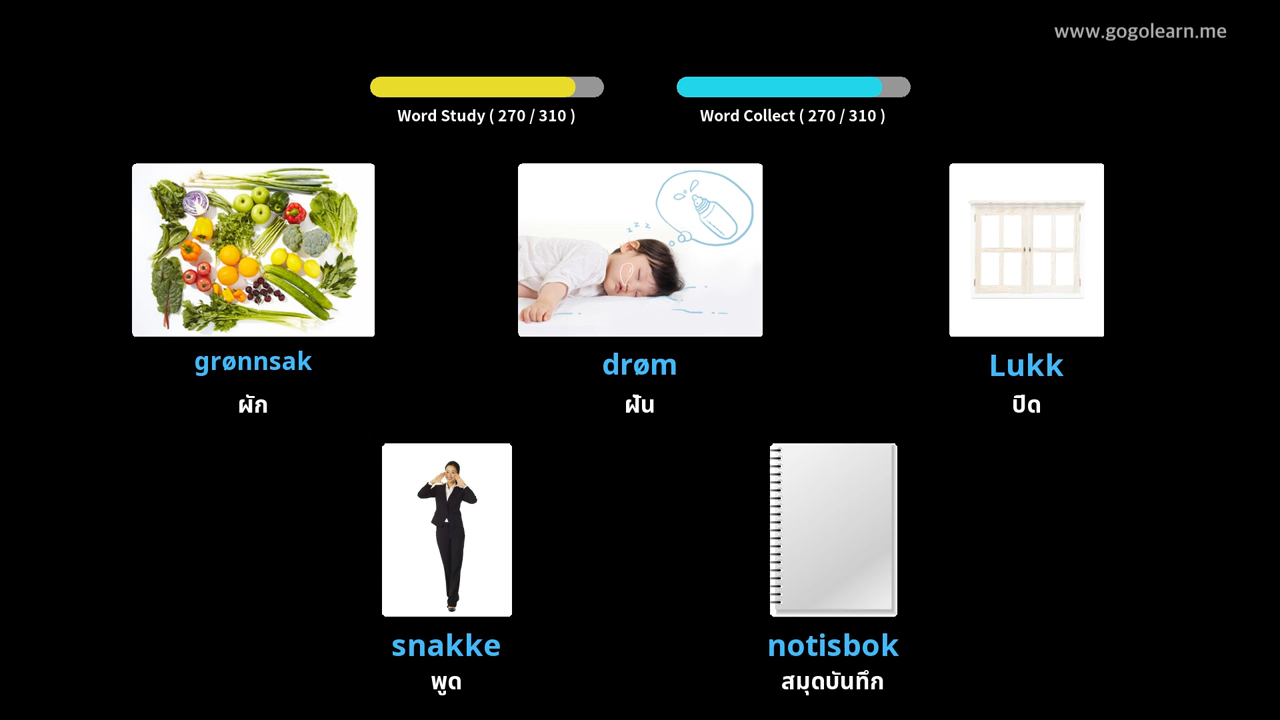 www.gogolearn.me
Word Study ( 270 / 310 )
Word Collect ( 270 / 310 )
grønnsak
drøm
Lukk
ผัก
ฝัน
ปิด
snakke
notisbok
พูด
สมุดบันทึก